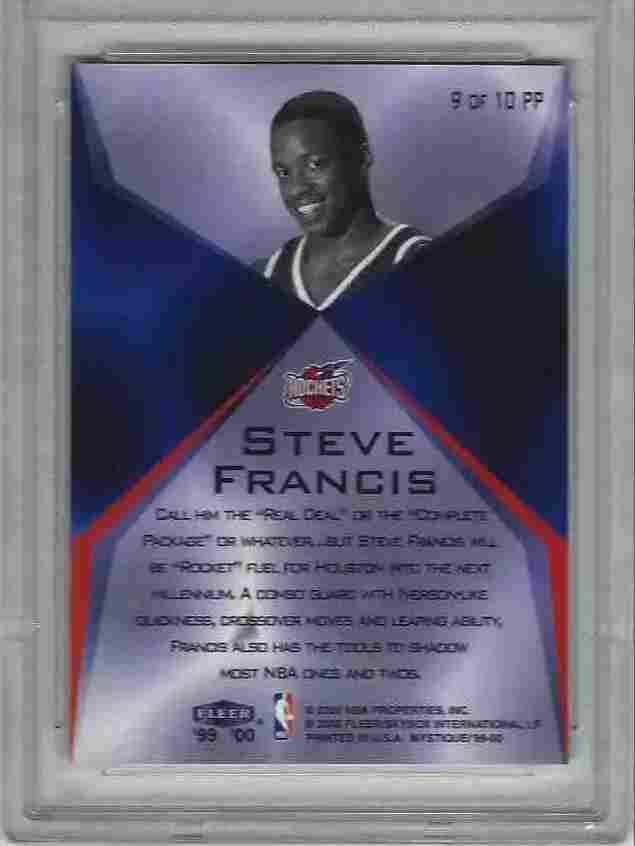 9 OF 10 PP
ROCKETS
STEVE
FRANCIS
CALL HIM THE "REAL DEAL" OR THE "COMPLETE
PACKAGE" OR WHATEVER...BUT STEVE FRANCIS WILL
BE "ROCKET" FUEL FOR HOUSTON INTO THE NEXT
MILLENNIUM. A COMBO GUARD WITH IVERSON-LIKE
QUICKNESS, CROSSOVER MOVES AND LEAPING ABILITY,
FRANCIS ALSO HAS THE TOOLS TO SHADOW
MOST NBA ONES AND TWOS.
FLEER
'99 '00
© 2000 NBA PROPERTIES, INC.
© 2000 FLEER/SKYBOX INTERNATIONAL, LP
PRINTED IN U.S.A. MYSTIQUE/99-00